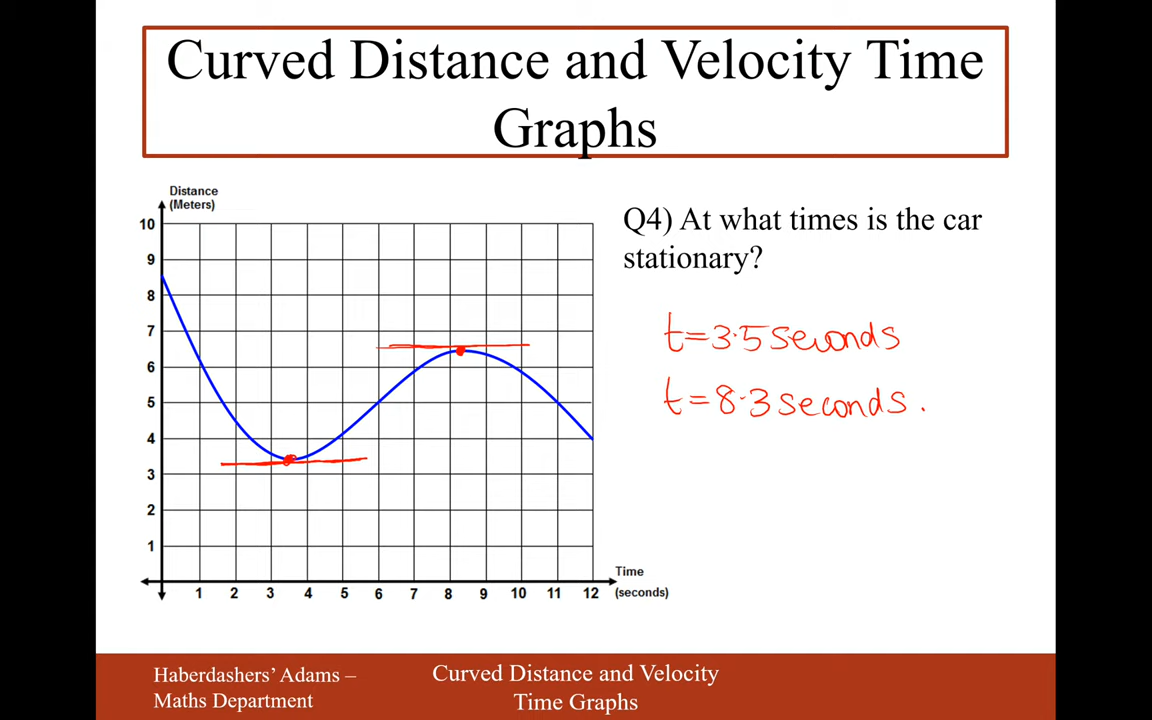 Curved Distance and Velocity Time
Graphs
Distance
(Meters)
10
9
8
7
6
5
4
3
2
1
Time
(seconds)
1 2 3 4 5 6 7 8 9 10 11 12
Q4) At what times is the car
stationary?
t=3.5 seconds
t=8.3 seconds.
Haberdashers’ Adams –
Maths Department
Curved Distance and Velocity
Time Graphs